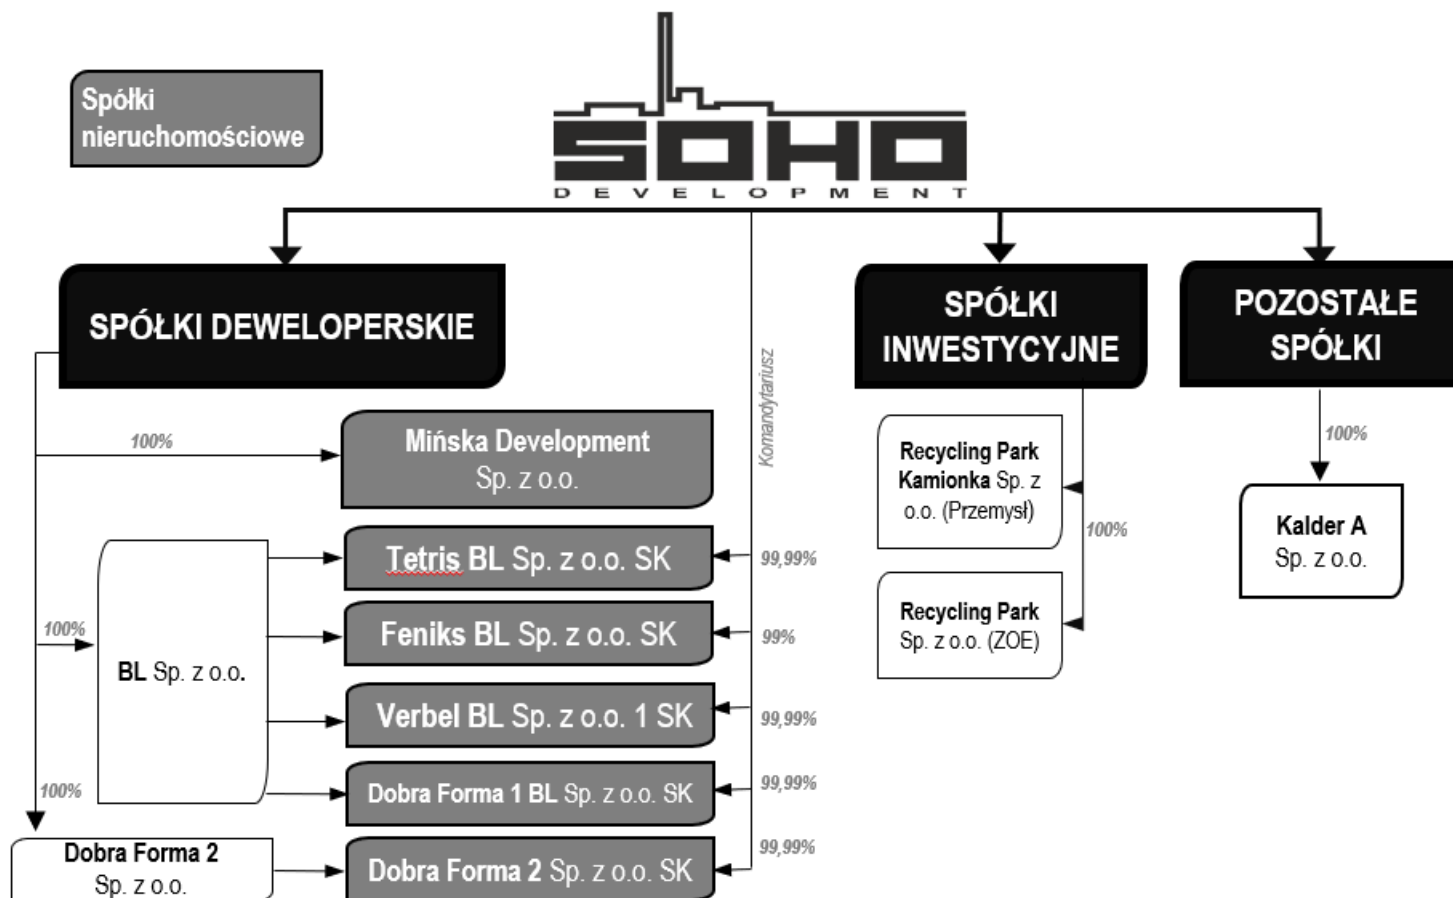 Spółki
nieruchomościowe
SOHO
DEVELOPMENT
SPÓŁKI DEWELOPERSKIE
SPÓŁKI
INWESTYCYJNE
POZOSTAŁE
SPÓŁKI
Komandytariusz
100%
Mińska Development
Sp. z o.o.
Recycling Park
Kamionka Sp. z
o.o. (Przemysł)
100%
100%
Kalder A
Sp. z o.o.
Tetris BL Sp. z o.o. SK
99,99%
100%
BL Sp. z o.o.
Feniks BL Sp. z o.o. SK
99%
Recycling Park
Sp. z o.o. (ZOE)
Verbel BL Sp. z o.o. 1 SK
99,99%
100%
Dobra Forma 1 BL Sp. z o.o. SK
99,99%
Dobra Forma 2
Sp. z o.o.
Dobra Forma 2 Sp. z o.o. SK
99,99%